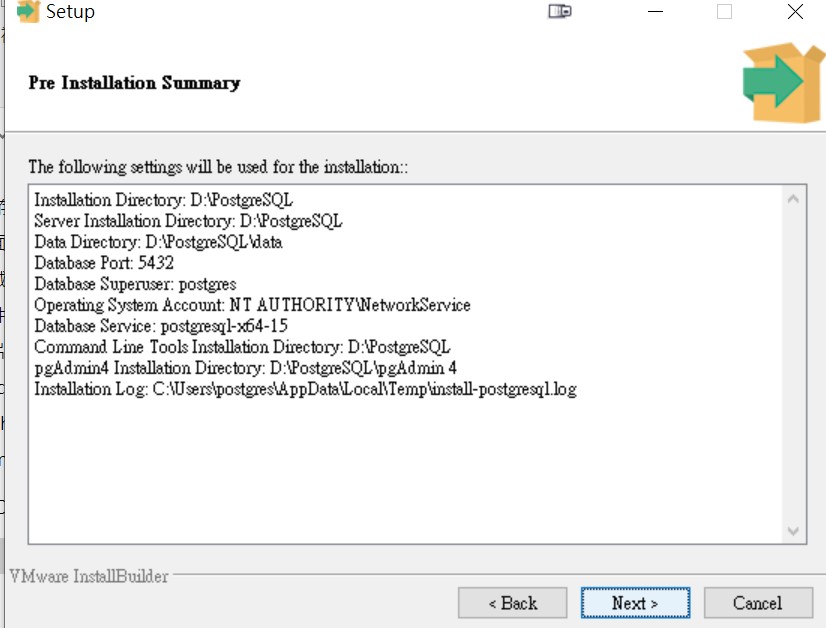 Setup
Pre Installation Summary
The following settings will be used for the installation::
Installation Directory: D:\PostgreSQL
Server Installation Directory: D:\PostgreSQL
Data Directory: D:\PostgreSQL\data
Database Port: 5432
Database Superuser: postgres
Operating System Account: NT AUTHORITY\NetworkService
Database Service: postgresql-x64-15
Command Line Tools Installation Directory: D:\PostgreSQL
pgAdmin4 Installation Directory: D:\PostgreSQL\pgAdmin 4
Installation Log: C:\Users\postgres\AppData\Local\Temp\install-postgresql.log
VMware InstallBuilder
< Back
Next >
Cancel